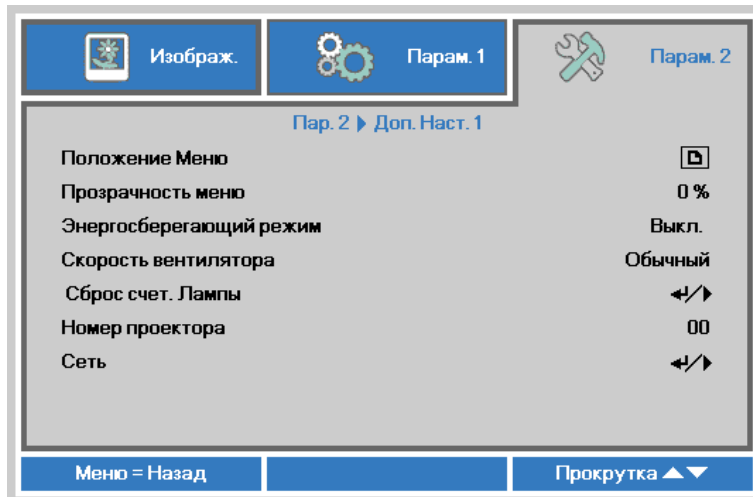 Изображ. Парам. 1 Парам. 2
Пар. 2 Доп. Наст. 1
Положение Меню
Прозрачность меню 0 %
Энергосберегающий режим Выкл.
Скорость вентилятора Обычный
Сброс счет. Лампы
Номер проектора 00
Сеть
Меню = Назад Прокрутка